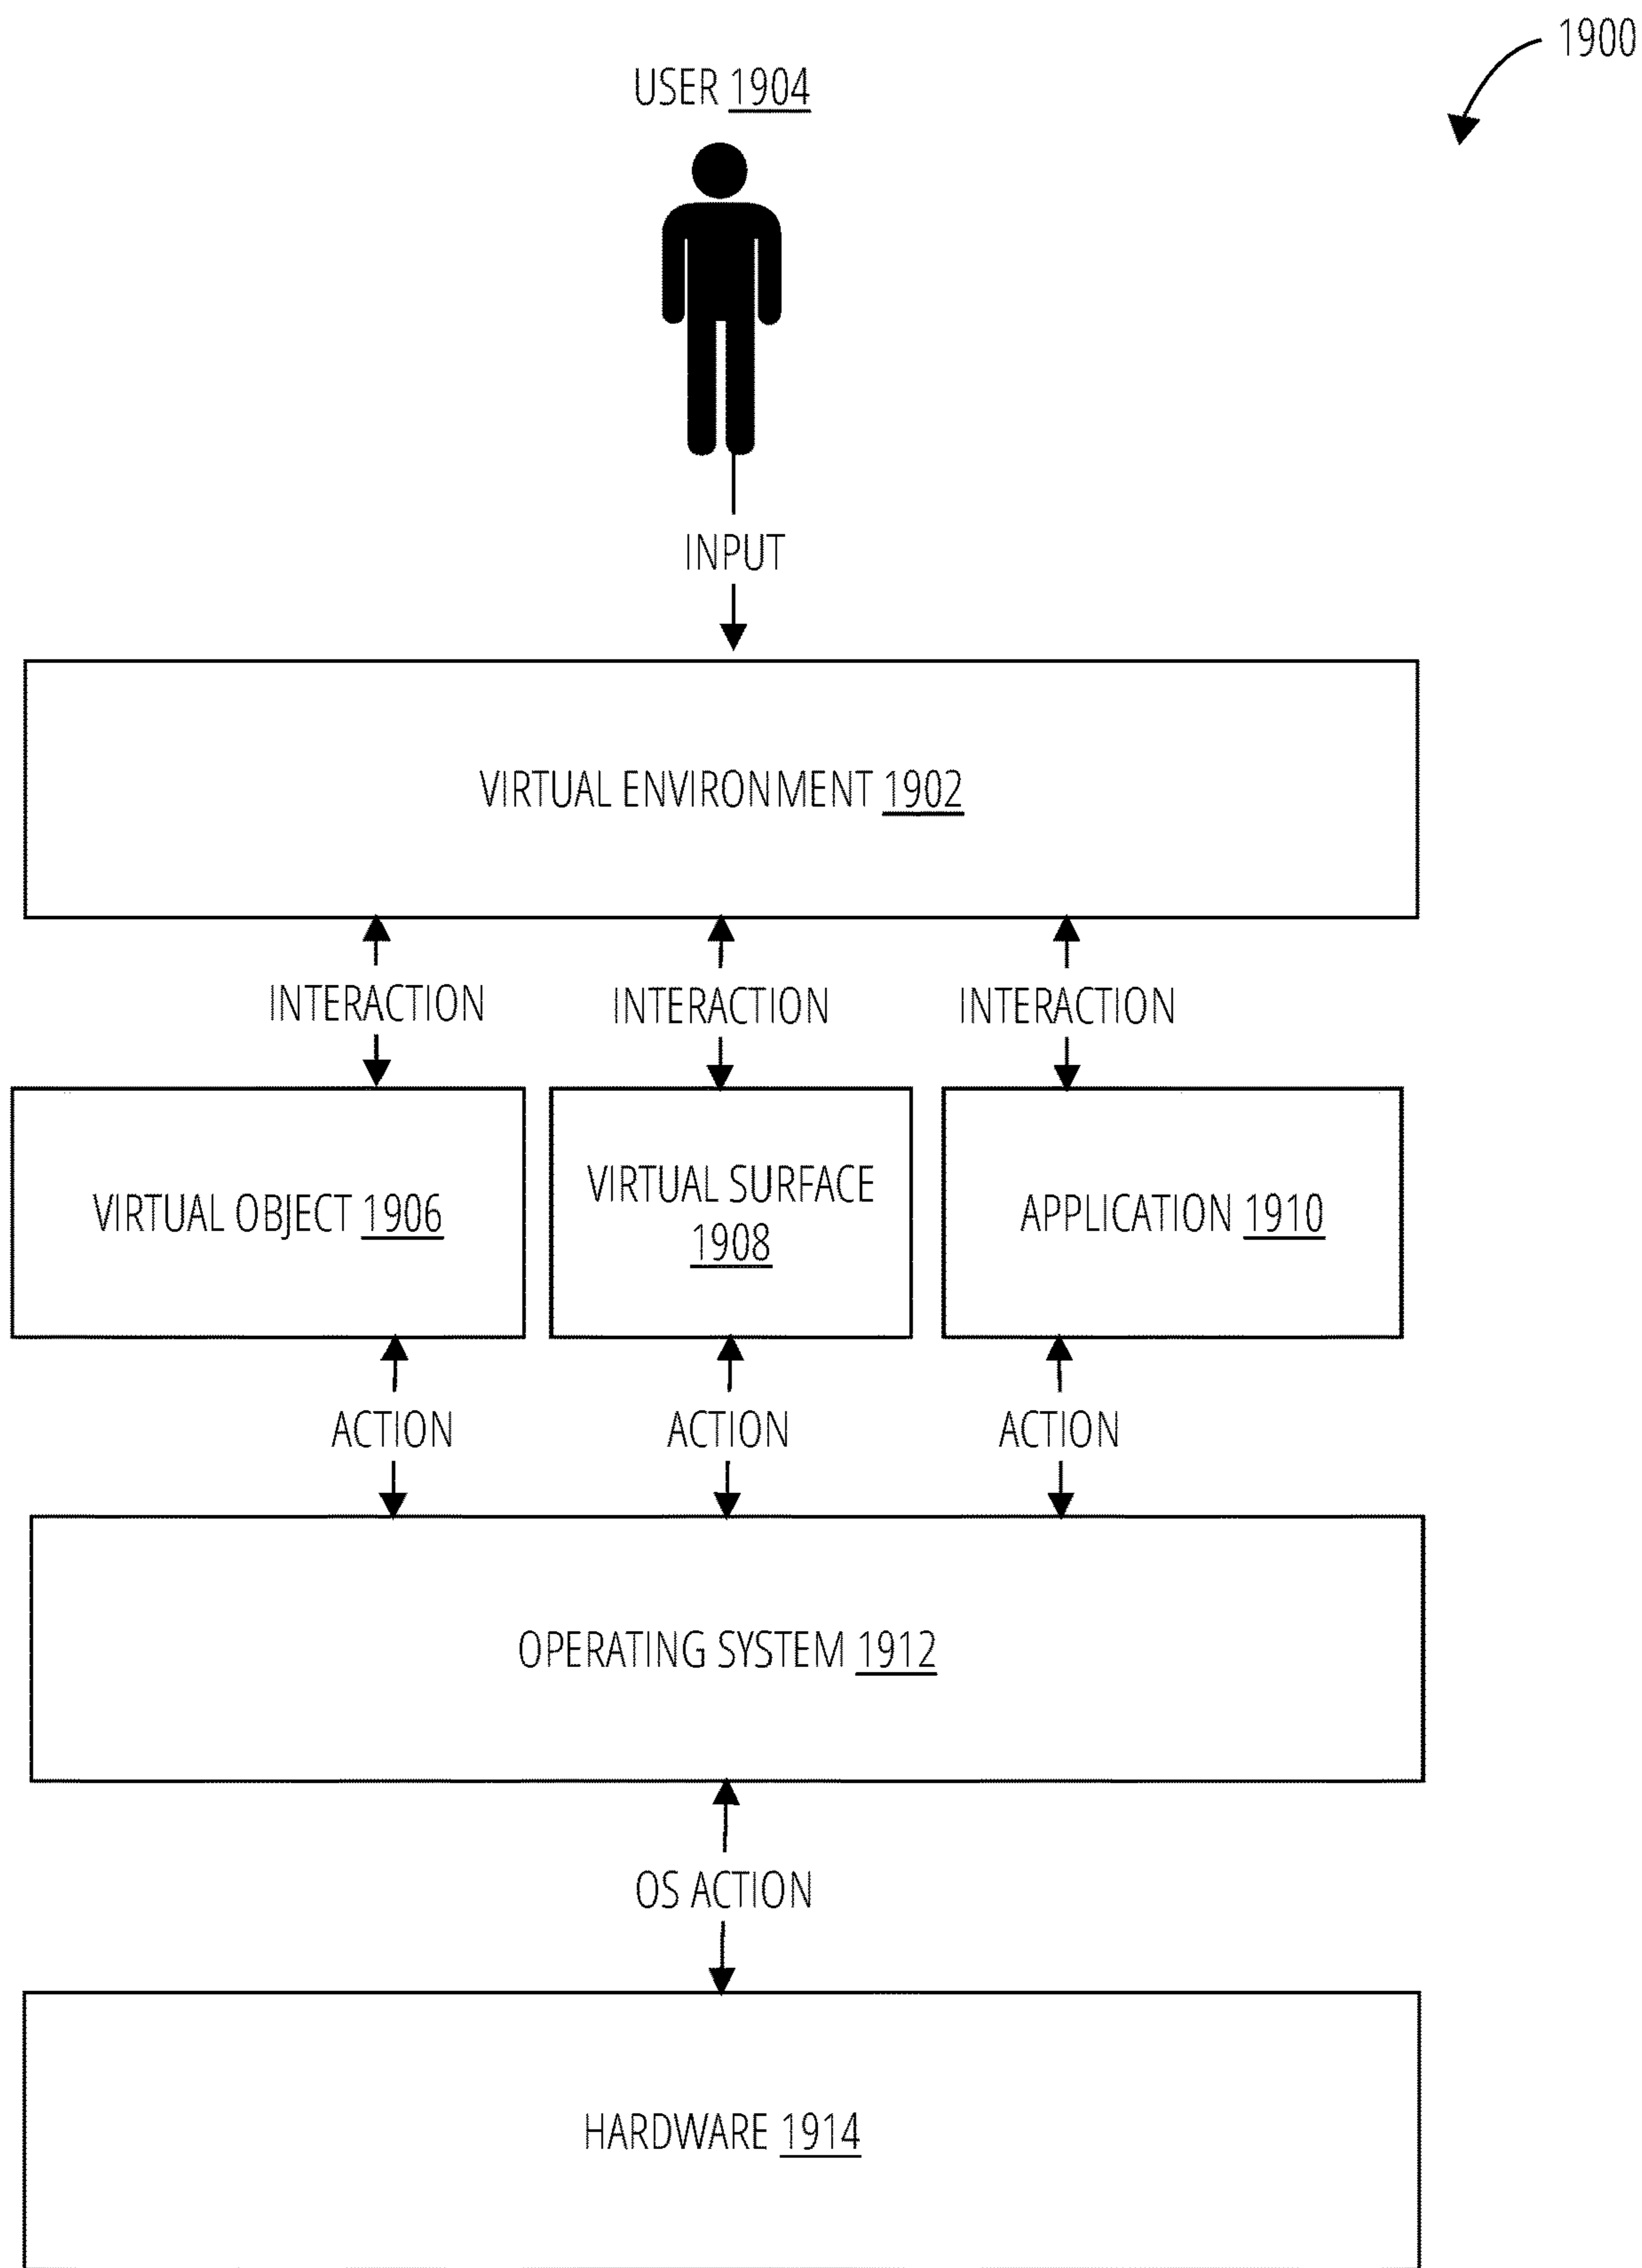 1900
USER 1904
INPUT
VIRTUAL ENVIRONMENT 1902
INTERACTION
INTERACTION
INTERACTION
VIRTUAL OBJECT 1906
VIRTUAL SURFACE
1908
APPLICATION 1910
ACTION
ACTION
ACTION
OPERATING SYSTEM 1912
OS ACTION
HARDWARE 1914